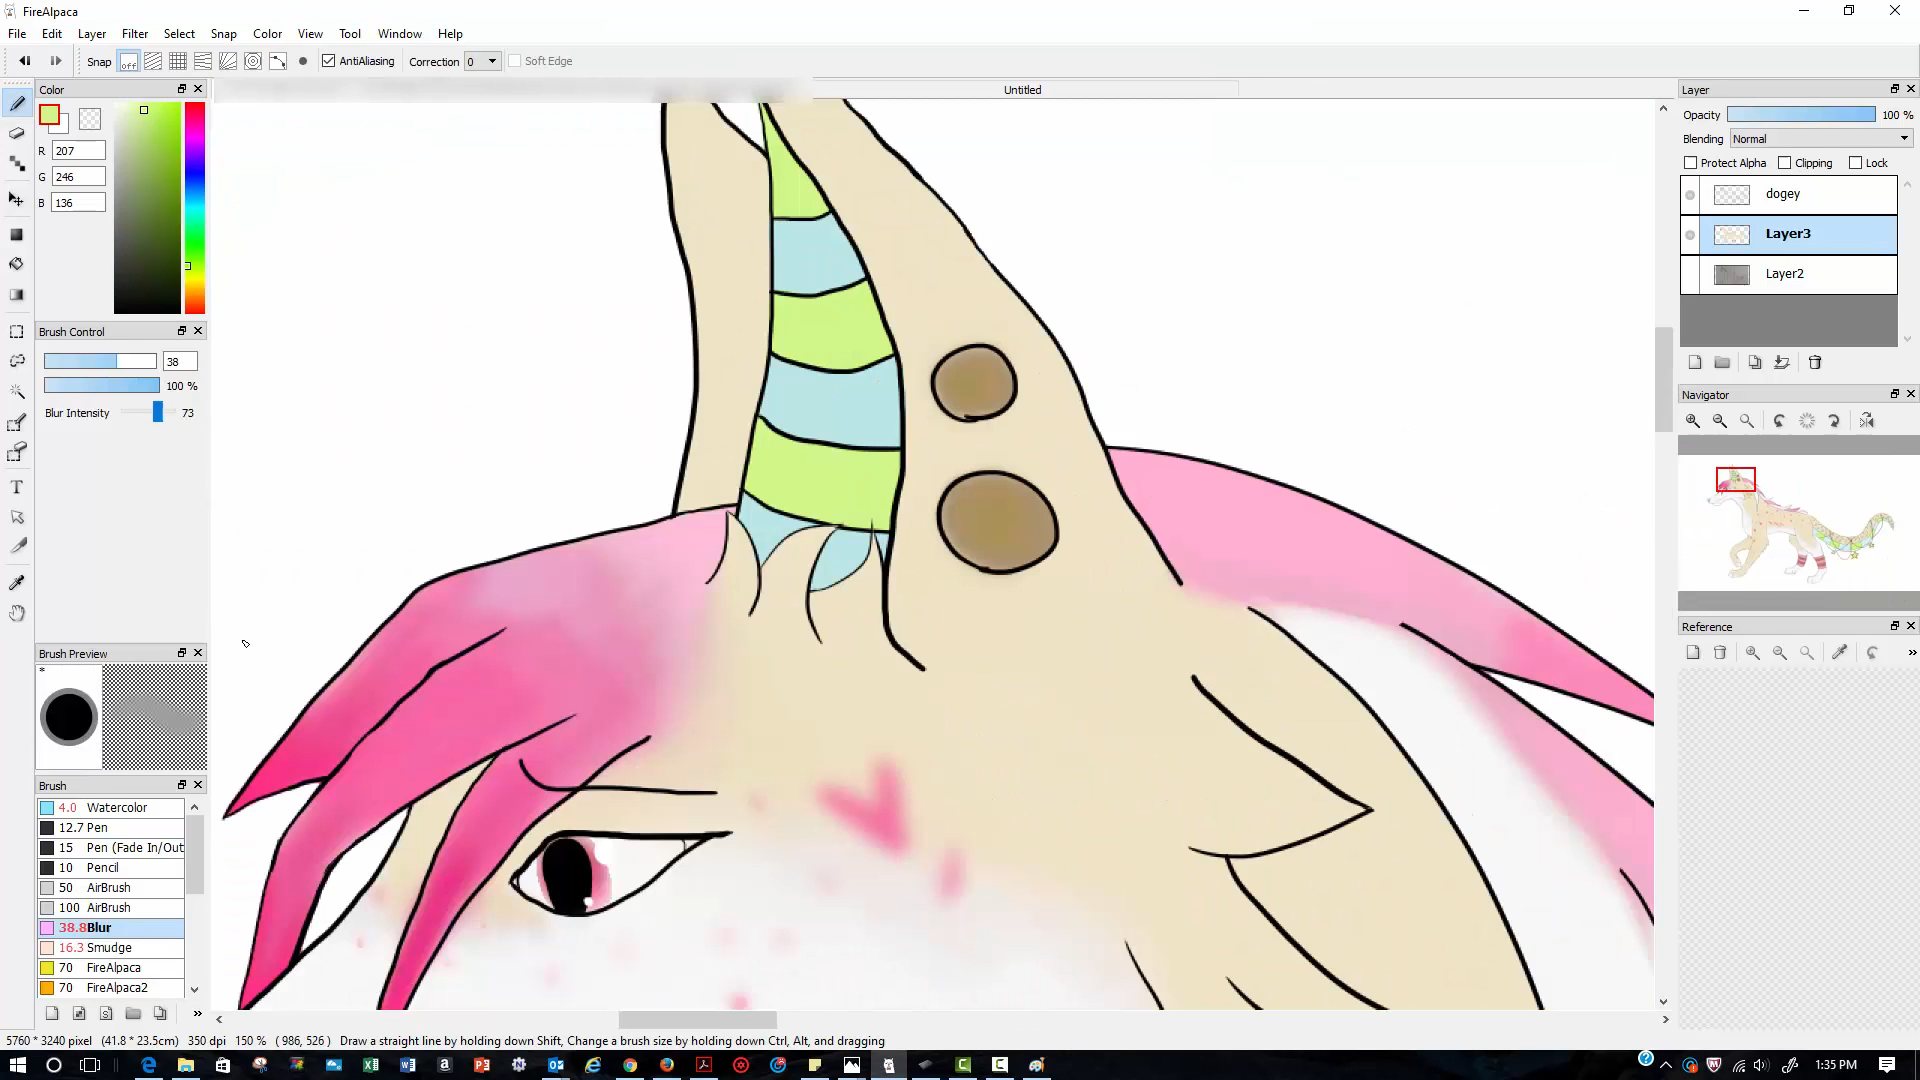 FireAlpaca
File Edit Layer Filter Select Snap Color View Tool Window Help
Snap off AntiAliasing Correction 0 Soft Edge
Color
Untitled
Layer
R 207
G 246
B 136
Opacity 100 %
Blending Normal
Protect Alpha Clipping Lock
dogey
Layer3
Layer2
Brush Control
38
100 %
Blur Intensity 73
Navigator
Reference
Brush Preview
*
Brush
4.0 Watercolor
12.7 Pen
15 Pen (Fade In/Out
10 Pencil
50 AirBrush
100 AirBrush
38.8 Blur
16.3 Smudge
70 FireAlpaca
70 FireAlpaca2
5760 * 3240 pixel (41.8 * 23.5cm) 350 dpi 150 % ( 986, 526 ) Draw a straight line by holding down Shift, Change a brush size by holding down Ctrl, Alt, and dragging
1:35 PM